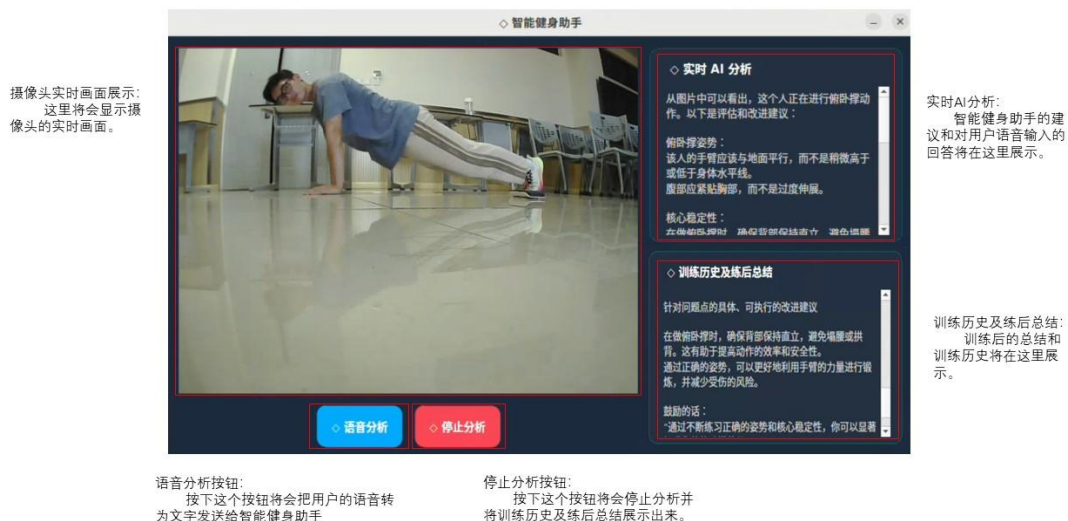 ◇ 智能健身助手
摄像头实时画面展示:
这里将会显示摄
像头的实时画面。
◇ 实时 AI 分析
从图片中可以看出，这个人正在进行俯卧撑动
作。以下是评估和改进建议：
俯卧撑姿势：
该人的手臂应该与地面平行，而不是稍微高于
或低于身体水平线。
腹部应紧贴胸部，而不是过度伸展。
核心稳定性：
在做俯卧撑时，确保背部保持直立，避免塌腰
实时AI分析:
智能健身助手的建
议和对用户语音输入的
回答将在这里展示。
◇ 训练历史及练后总结
针对问题点的具体、可执行的改进建议
在做俯卧撑时，确保背部保持直立，避免塌腰或拱
背。这有助于提高动作的效率和安全性。
通过正确的姿势，可以更好地利用手臂的力量进行锻
炼，并减少受伤的风险。
鼓励的话：
"通过不断练习正确的姿势和核心稳定性，你可以显著
训练历史及练后总结:
训练后的总结和
训练历史将在这里展
示。
◇ 语音分析
◇ 停止分析
语音分析按钮:
按下这个按钮将会把用户的语音转
为文字发送给智能健身助手
停止分析按钮:
按下这个按钮将会停止分析并
将训练历史及练后总结展示出来。